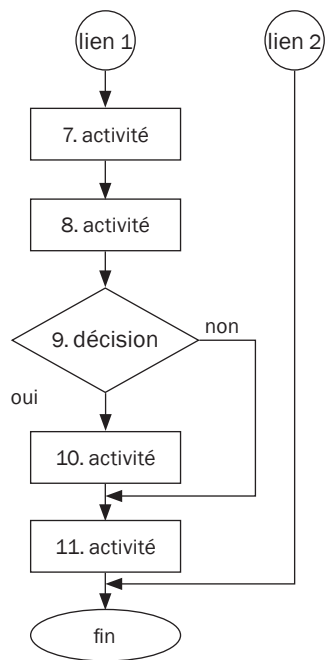 lien 1
lien 2
7. activité
8. activité
9. décision
non
oui
10. activité
11. activité
fin